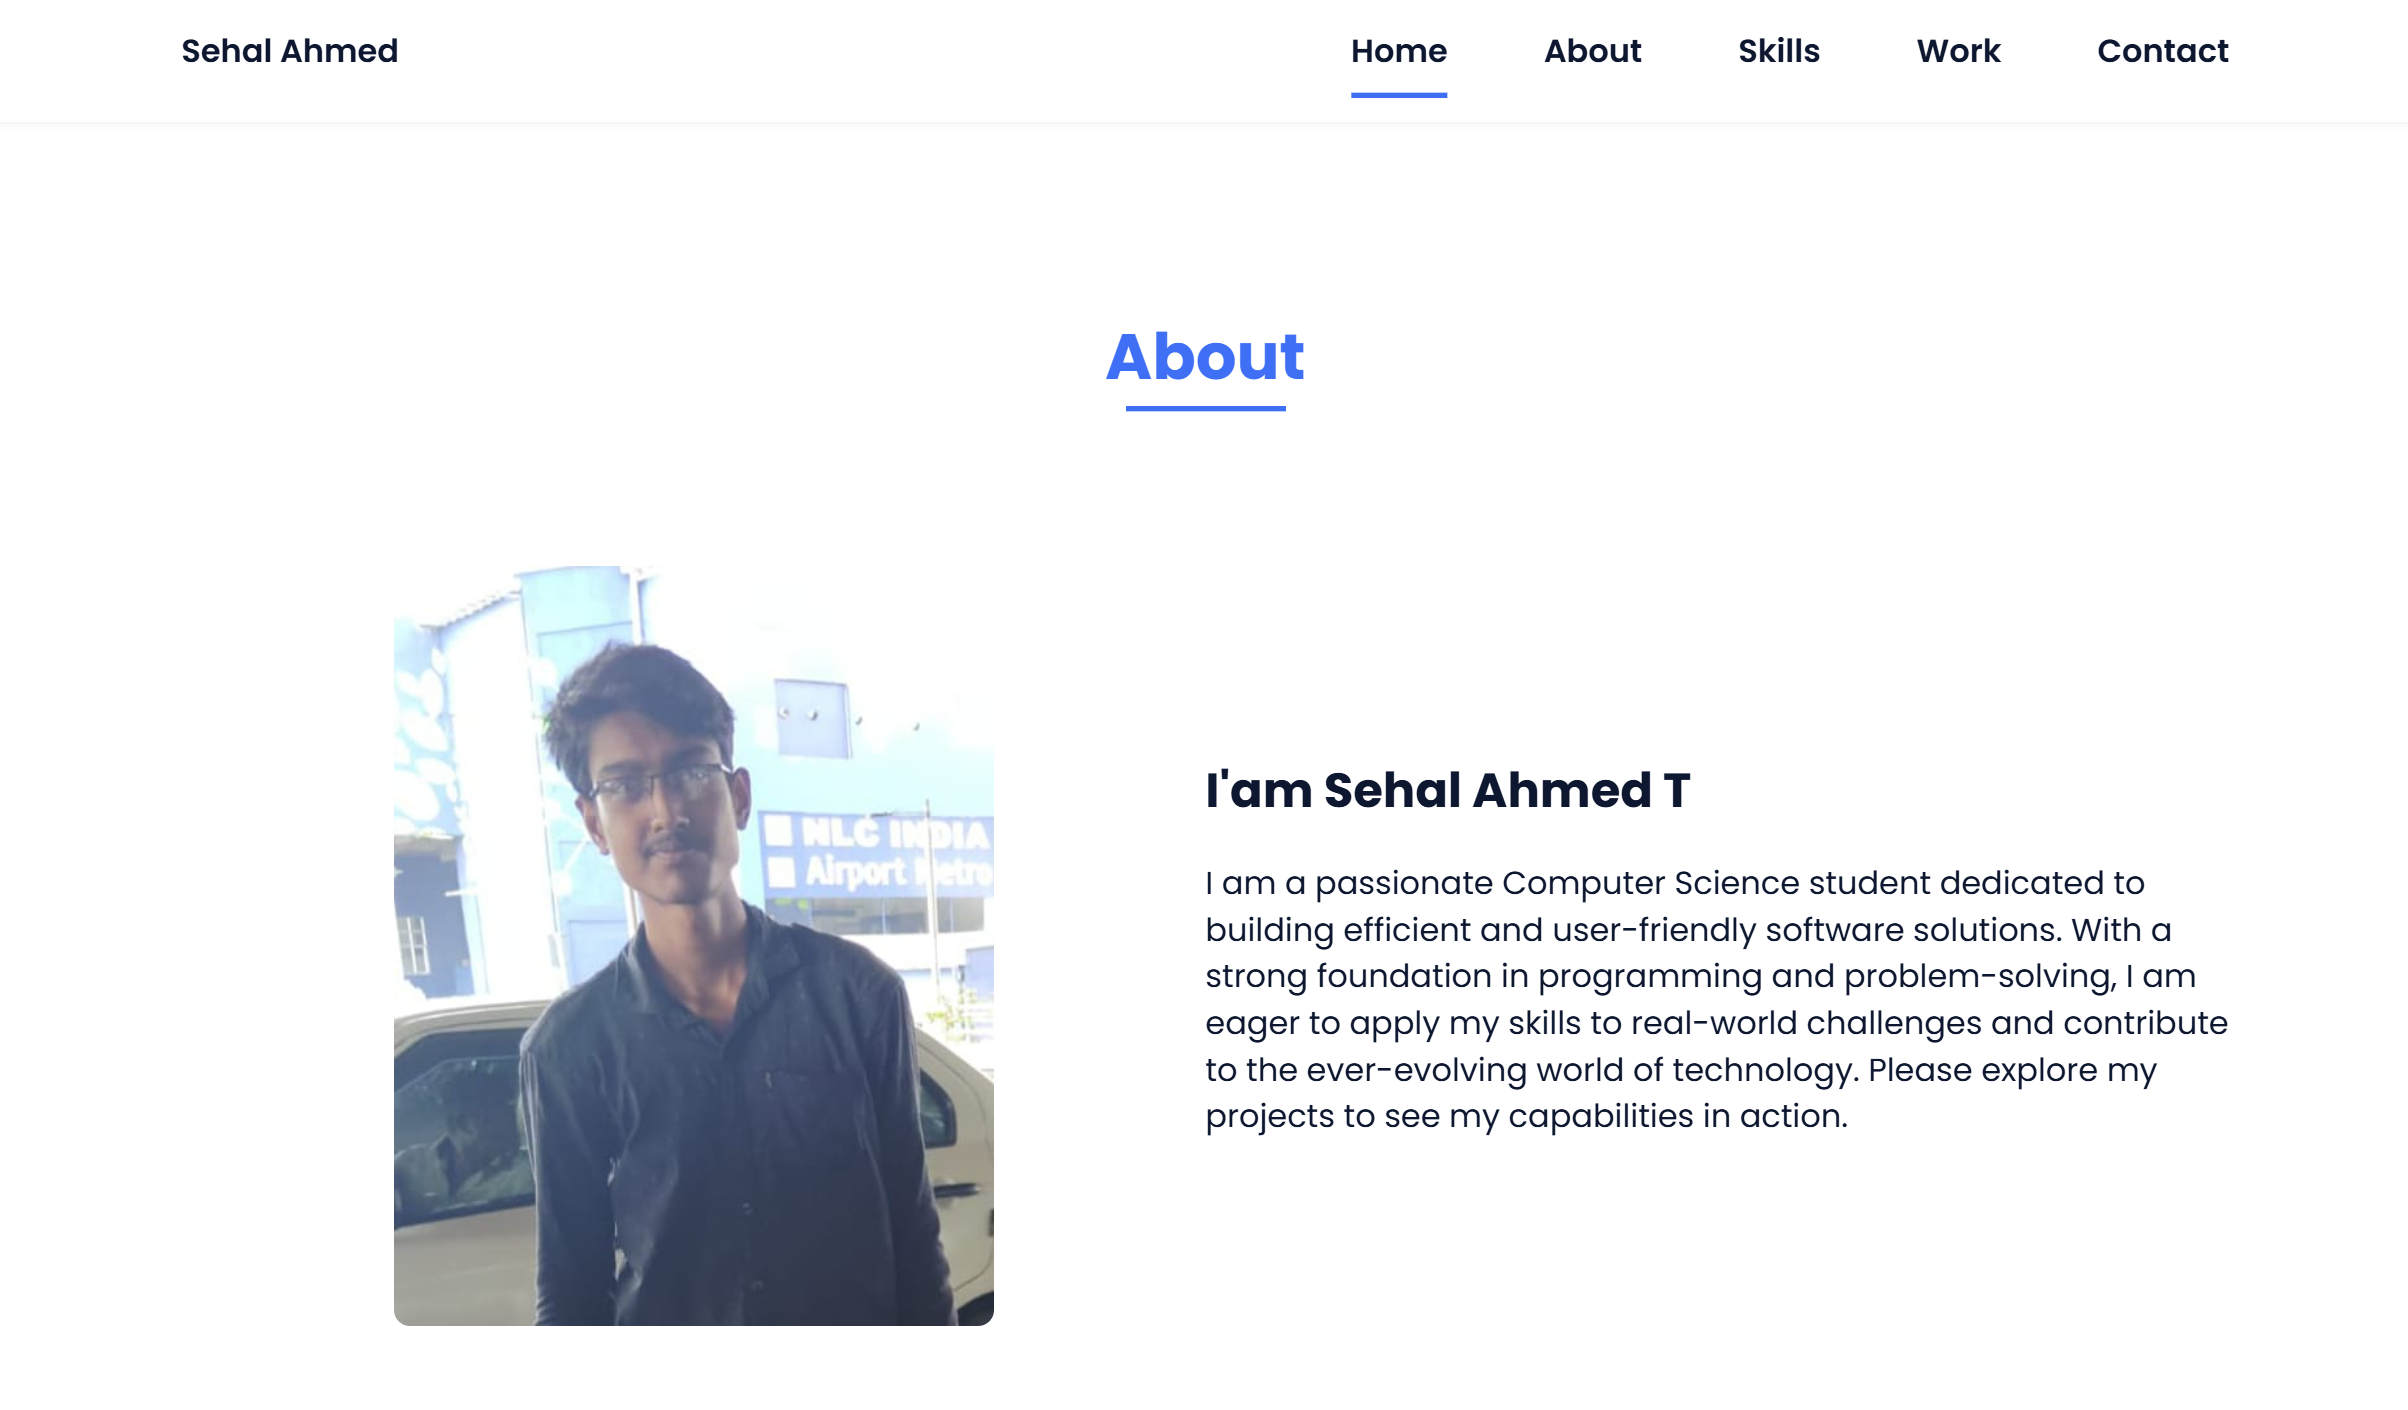 Sehal Ahmed
Home
About
Skills
Work
Contact
About
NLC INDIA
Airport Metro
I'am Sehal Ahmed T
I am a passionate Computer Science student dedicated to
building efficient and user-friendly software solutions. With a
strong foundation in programming and problem-solving, I am
eager to apply my skills to real-world challenges and contribute
to the ever-evolving world of technology. Please explore my
projects to see my capabilities in action.